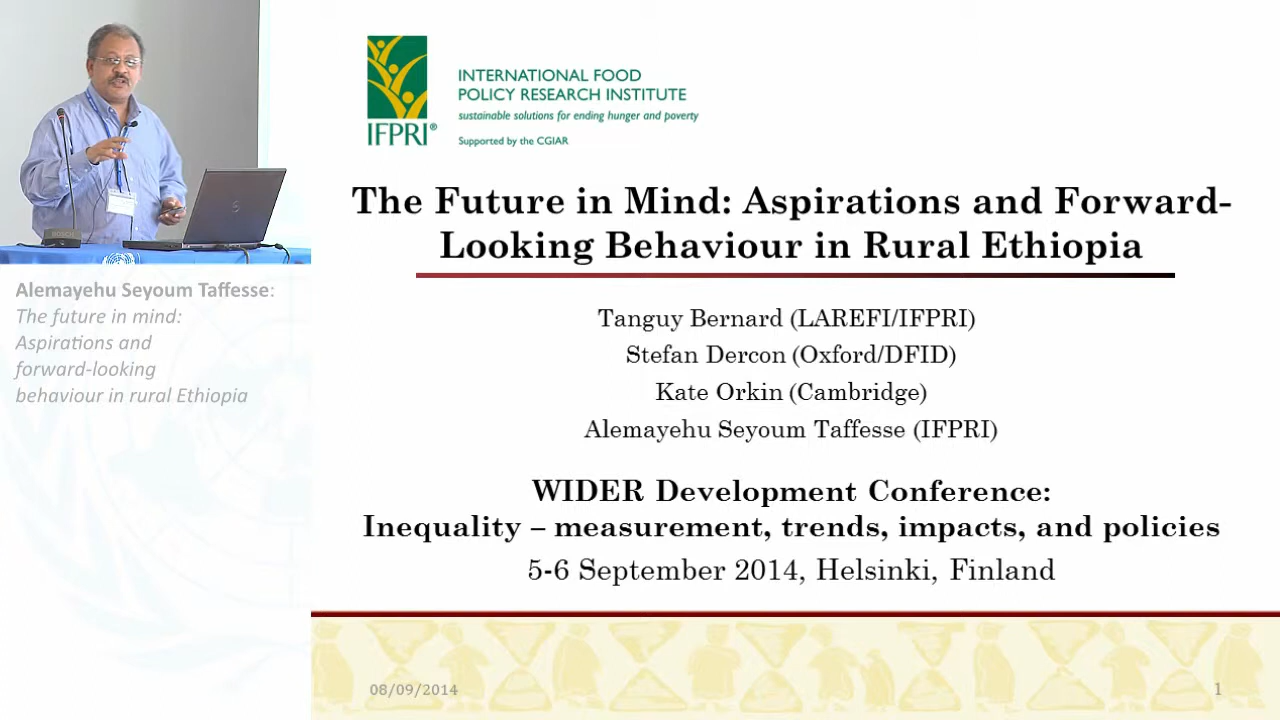 IFPRI®
INTERNATIONAL FOOD
POLICY RESEARCH INSTITUTE
sustainable solutions for ending hunger and poverty
Supported by the CGIAR
The Future in Mind: Aspirations and Forward-
Looking Behaviour in Rural Ethiopia
Tanguy Bernard (LAREFI/IFPRI)
Stefan Dercon (Oxford/DFID)
Kate Orkin (Cambridge)
Alemayehu Seyoum Taffesse (IFPRI)
WIDER Development Conference:
Inequality – measurement, trends, impacts, and policies
5-6 September 2014, Helsinki, Finland
08/09/2014
1
BOSCH
Alemayehu Seyoum Taffesse:
The future in mind:
Aspirations and
forward-looking
behaviour in rural Ethiopia